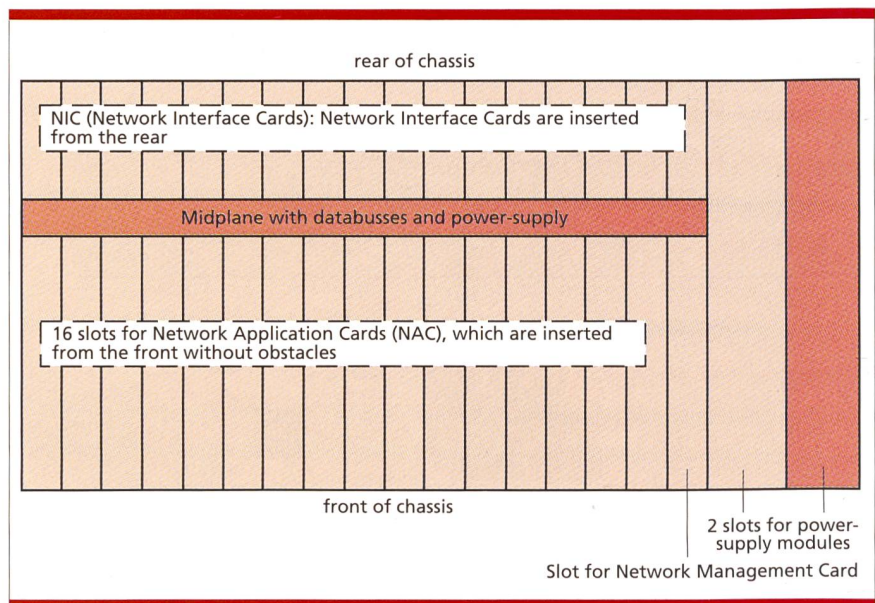 rear of chassis
NIC (Network Interface Cards): Network Interface Cards are inserted
from the rear
Midplane with databusses and power-supply
16 slots for Network Application Cards (NAC), which are inserted
from the front without obstacles
front of chassis
2 slots for power-
supply modules
Slot for Network Management Card